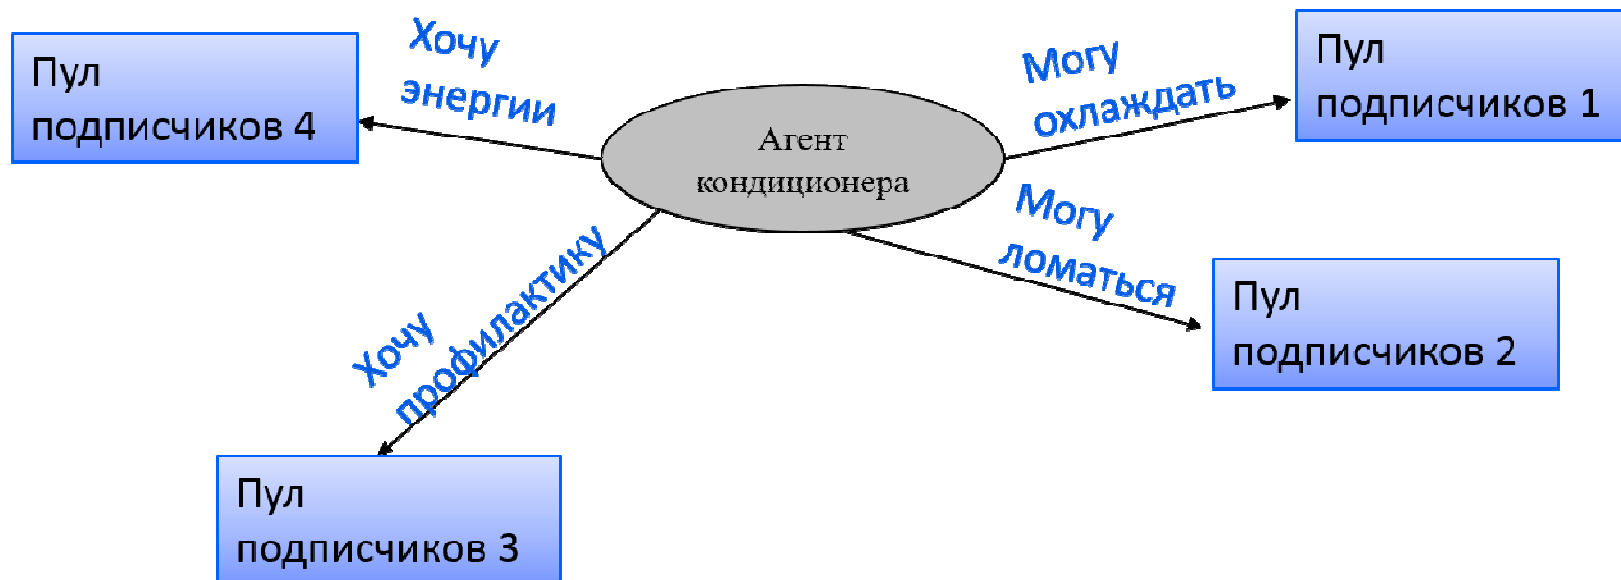 Хочу
энергии
Пул
подписчиков 4
Агент
кондиционера
Могу
охлаждать
Пул
подписчиков 1
Могу
ломаться
Пул
подписчиков 2
Хочу
профилактику
Пул
подписчиков 3